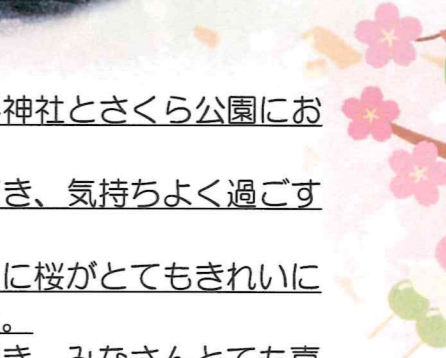 神社とさくら公園にお
き、気持ちよく過ごす
に桜がとてもきれいに
。
き、みなさんとても喜